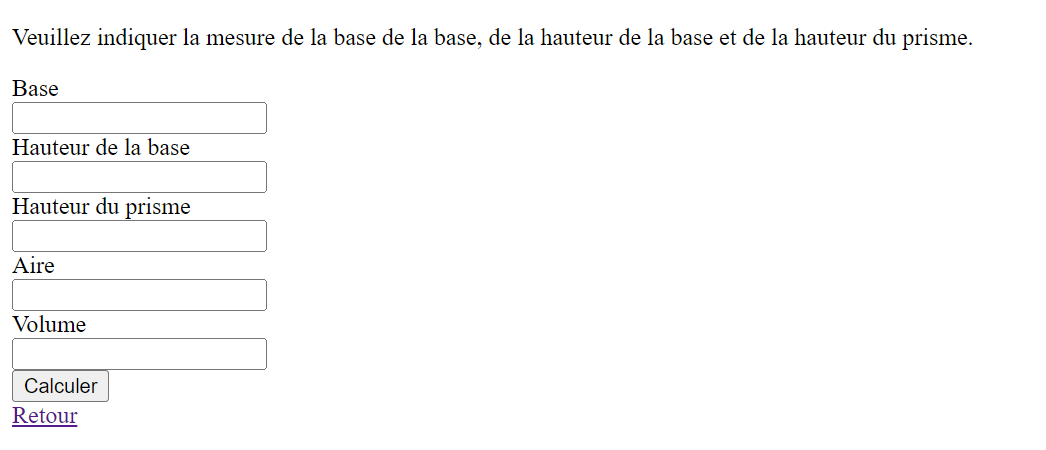 Veuillez indiquer la mesure de la base de la base, de la hauteur de la base et de la hauteur du prisme.
Base
Hauteur de la base
Hauteur du prisme
Aire
Volume
Calculer
Retour